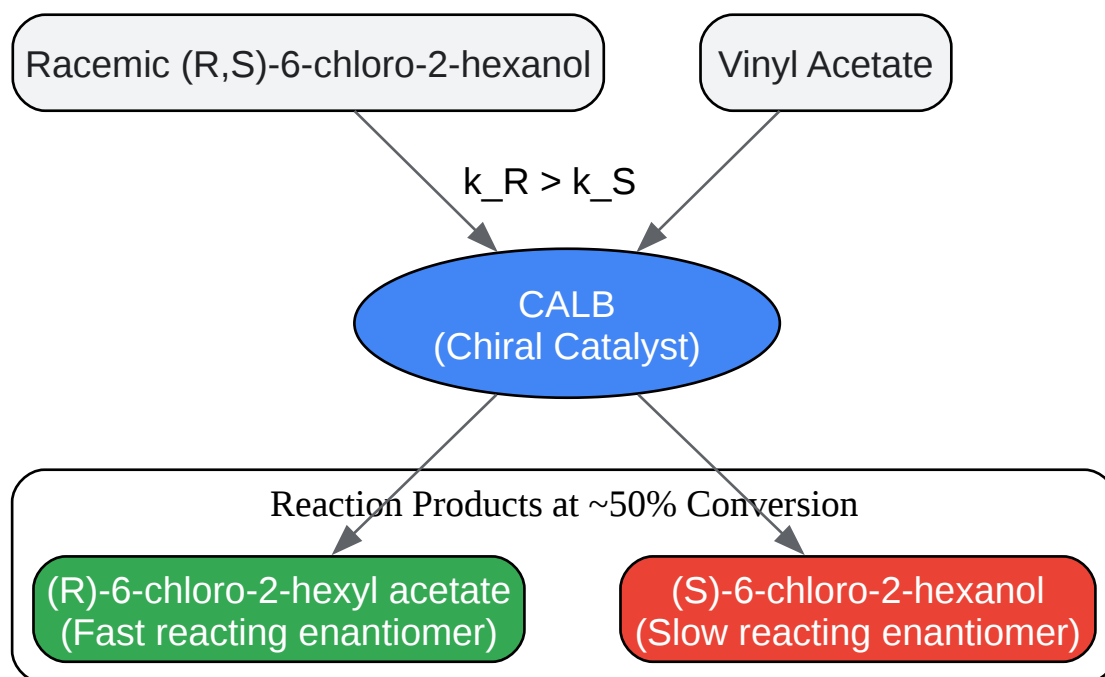 Racemic (R,S)-6-chloro-2-hexanol
Vinyl Acetate
k_R > k_S
CALB
(Chiral Catalyst)
Reaction Products at ~50% Conversion
(R)-6-chloro-2-hexyl acetate
(Fast reacting enantiomer)
(S)-6-chloro-2-hexanol
(Slow reacting enantiomer)